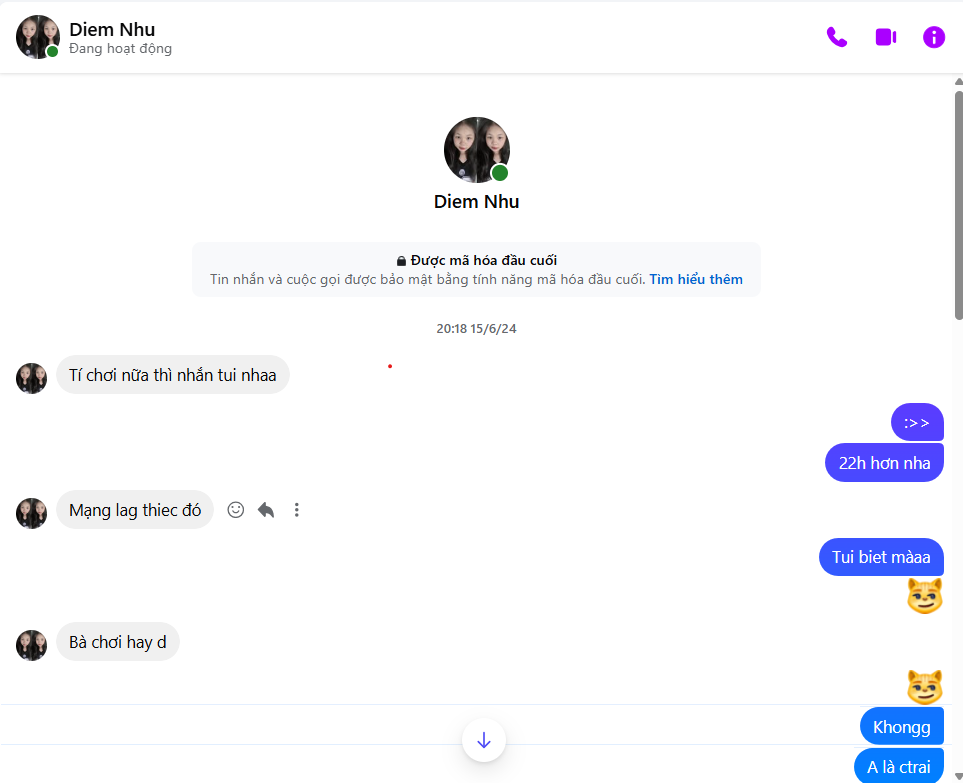 Diem Nhu
Đang hoạt động
Diem Nhu
Được mã hóa đầu cuối
Tin nhắn và cuộc gọi được bảo mật bằng tính năng mã hóa đầu cuối. Tìm hiểu thêm
20:18 15/6/24
Tí chơi nữa thì nhắn tui nhaa
:>>
22h hơn nha
Mạng lag thiec đó
Tui biet màaa
Bà chơi hay d
Khongg
A là ctrai